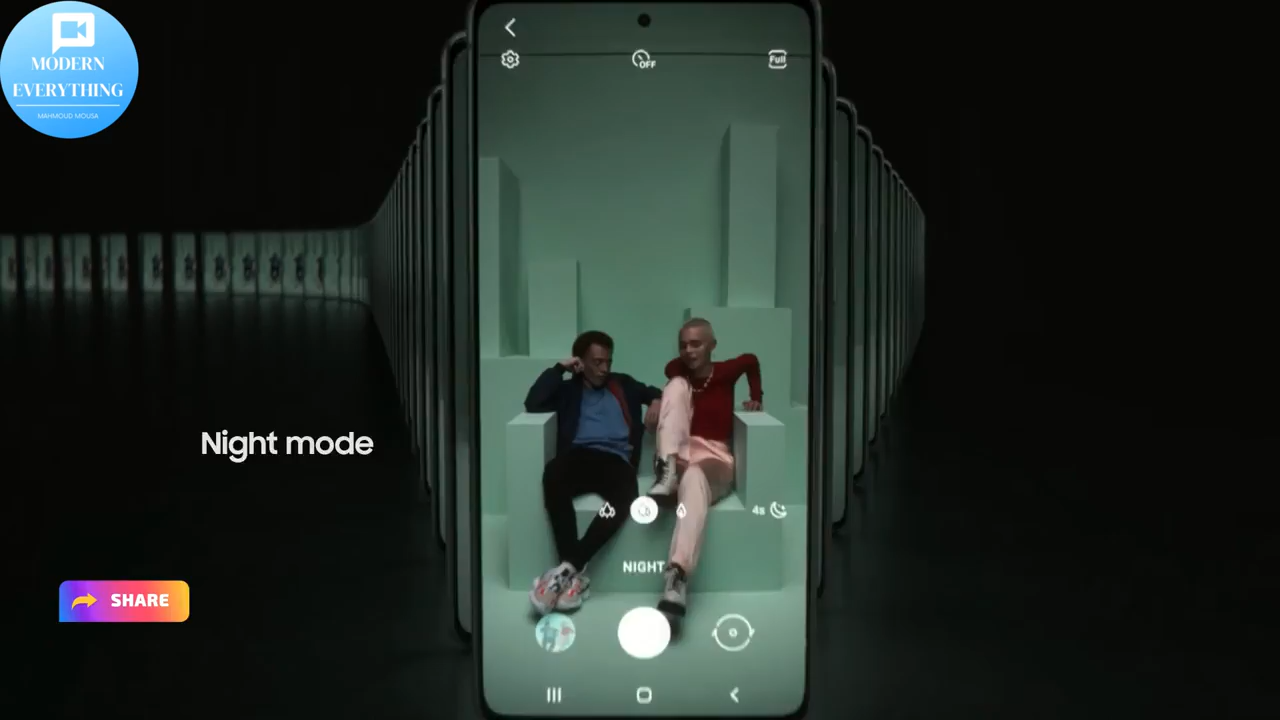 MODERN
EVERYTHING
MAHMOUD MOUSA
OFF
Full
Night mode
4s
NIGHT
SHARE